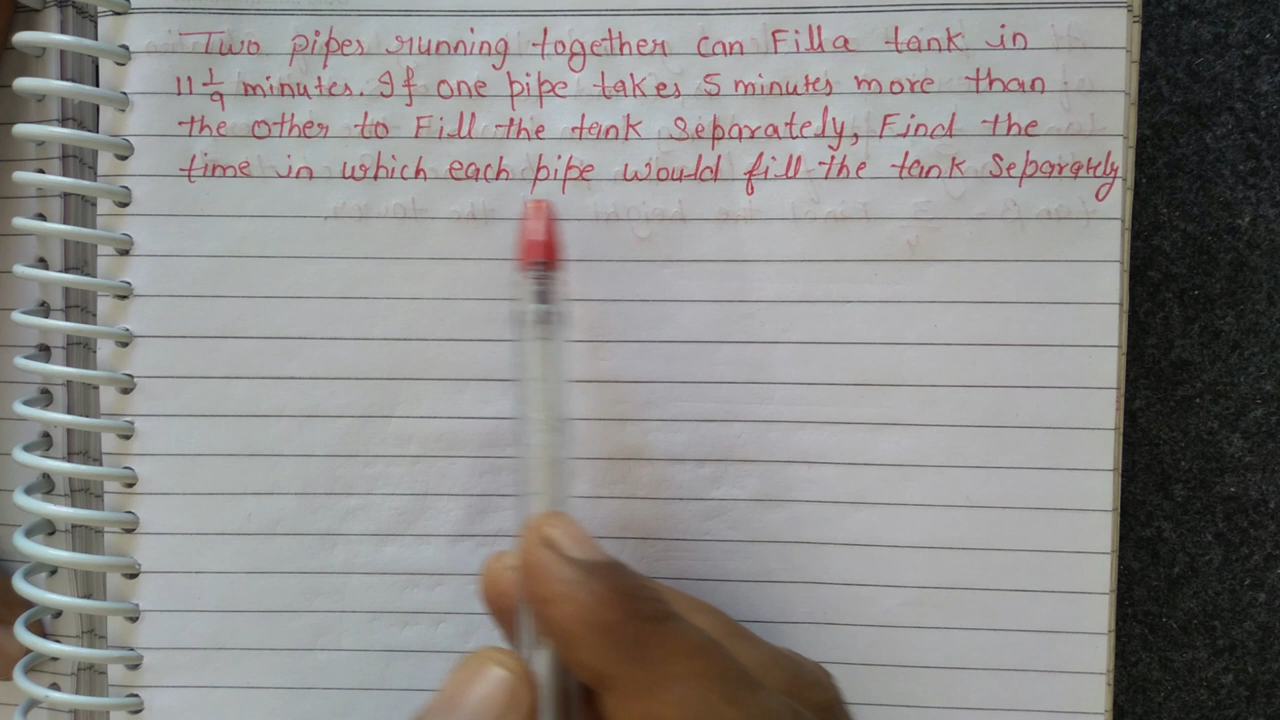 Two pipes running together can Fill a tank in
11 1/9 minutes. If one pipe takes 5 minutes more than
the other to Fill the tank Separately, Find the
time in which each pipe would fill the tank Separately